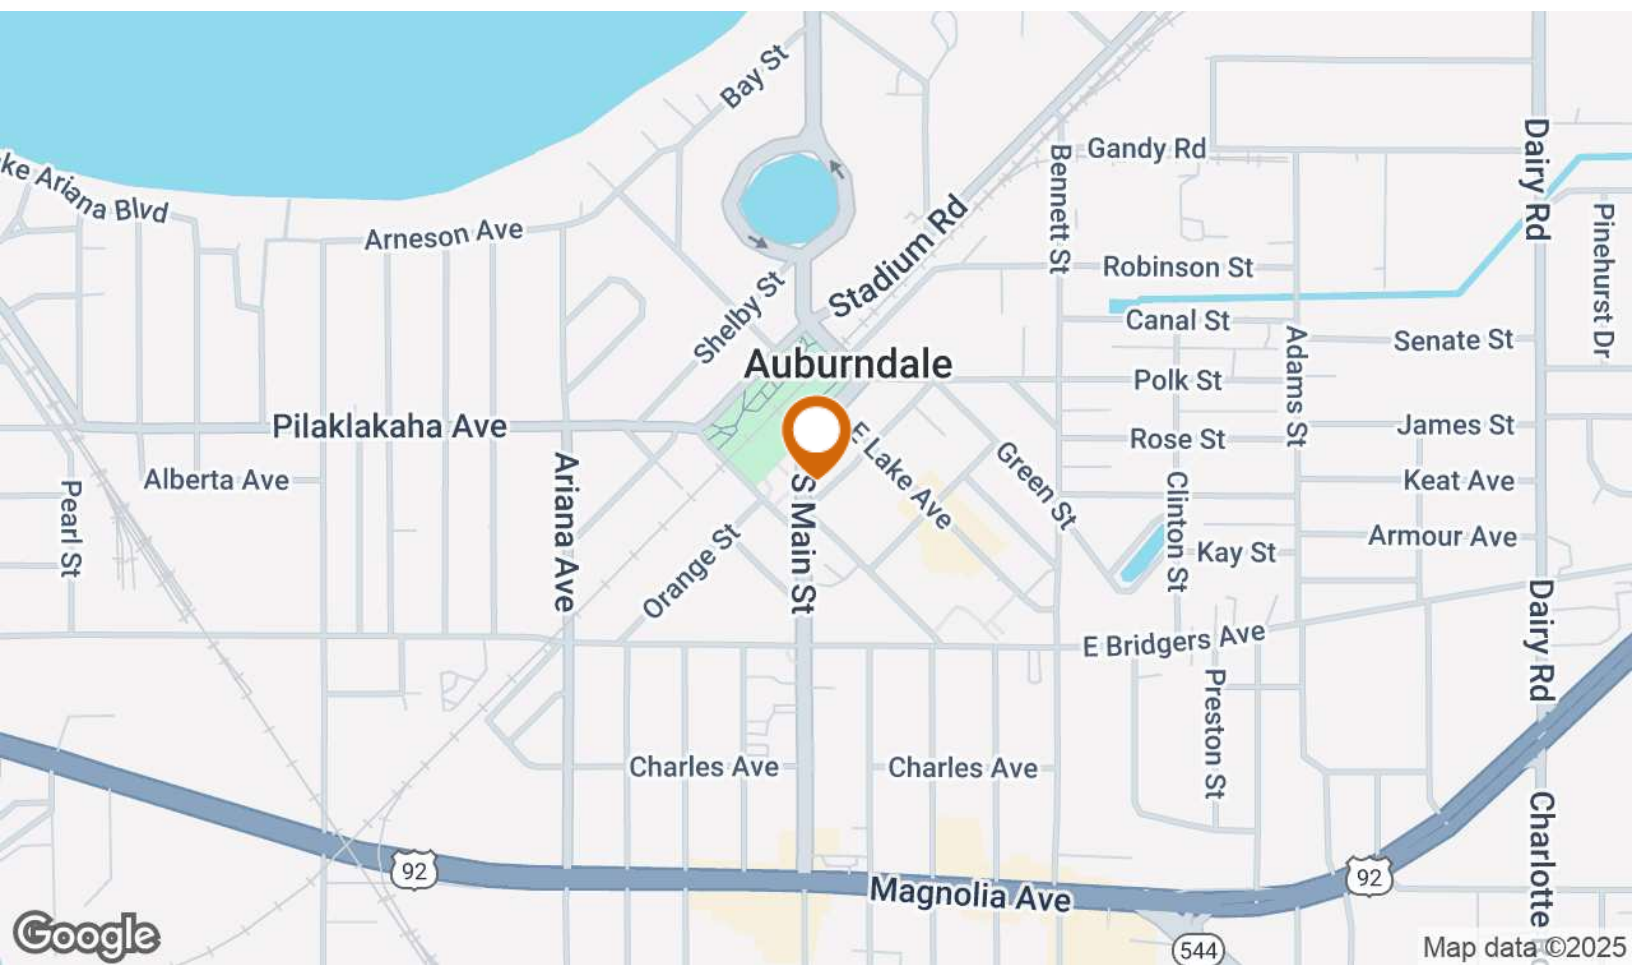 Bay St
Gandy Rd
Bennett St
Dairy Rd
ke Ariana Blvd
Arneson Ave
Stadium Rd
Pinehurst Dr
Robinson St
Shelby St
Canal St
Adams St
Senate St
Auburndale
Polk St
Pilaklakaha Ave
E Lake Ave
Rose St
James St
Alberta Ave
Green St
Clinton St
Keat Ave
Pearl St
Ariana Ave
S Main St
Orange St
Kay St
Armour Ave
E Bridgers Ave
Dairy Rd
Preston St
Charles Ave
Charles Ave
Charlotte
92
Magnolia Ave
92
544
Google
Map data ©2025